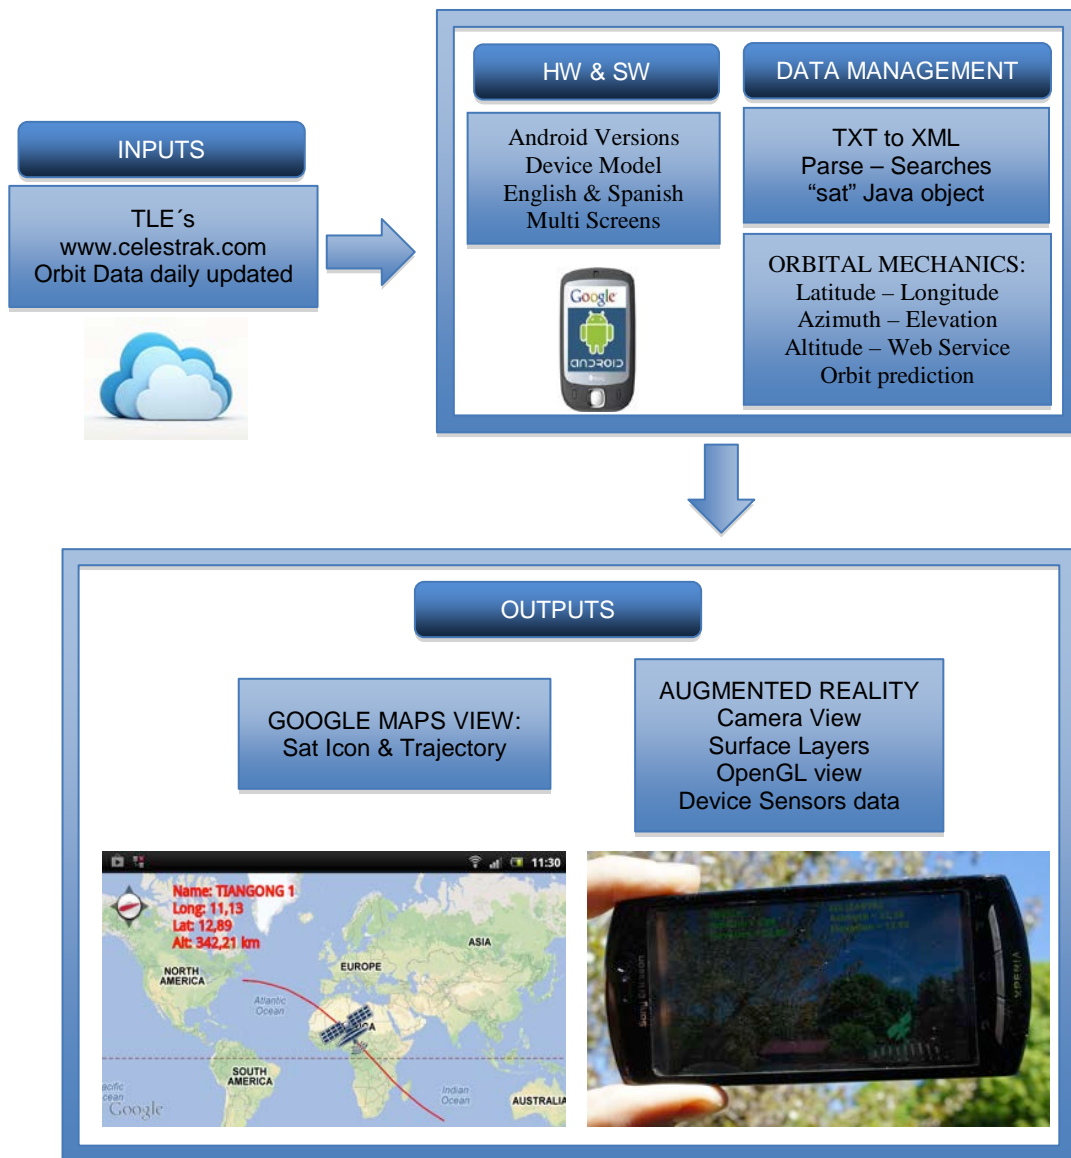 INPUTS
TLE´s
www.celestrak.com
Orbit Data daily updated
HW & SW
Android Versions
Device Model
English & Spanish
Multi Screens
Google
ANDROID
DATA MANAGEMENT
TXT to XML
Parse – Searches
“sat” Java object
ORBITAL MECHANICS:
Latitude – Longitude
Azimuth – Elevation
Altitude – Web Service
Orbit prediction
OUTPUTS
GOOGLE MAPS VIEW:
Sat Icon & Trajectory
AUGMENTED REALITY
Camera View
Surface Layers
OpenGL view
Device Sensors data
11:30
Name: TIANGONG 1
Long: 11,13
Lat: 12,89
Alt: 342,21 km
NORTH
AMERICA
EUROPE
ASIA
Atlantic
Ocean
SOUTH
AMERICA
Indian
Ocean
AUSTRALIA
Google
Sony Ericsson
XPERIA